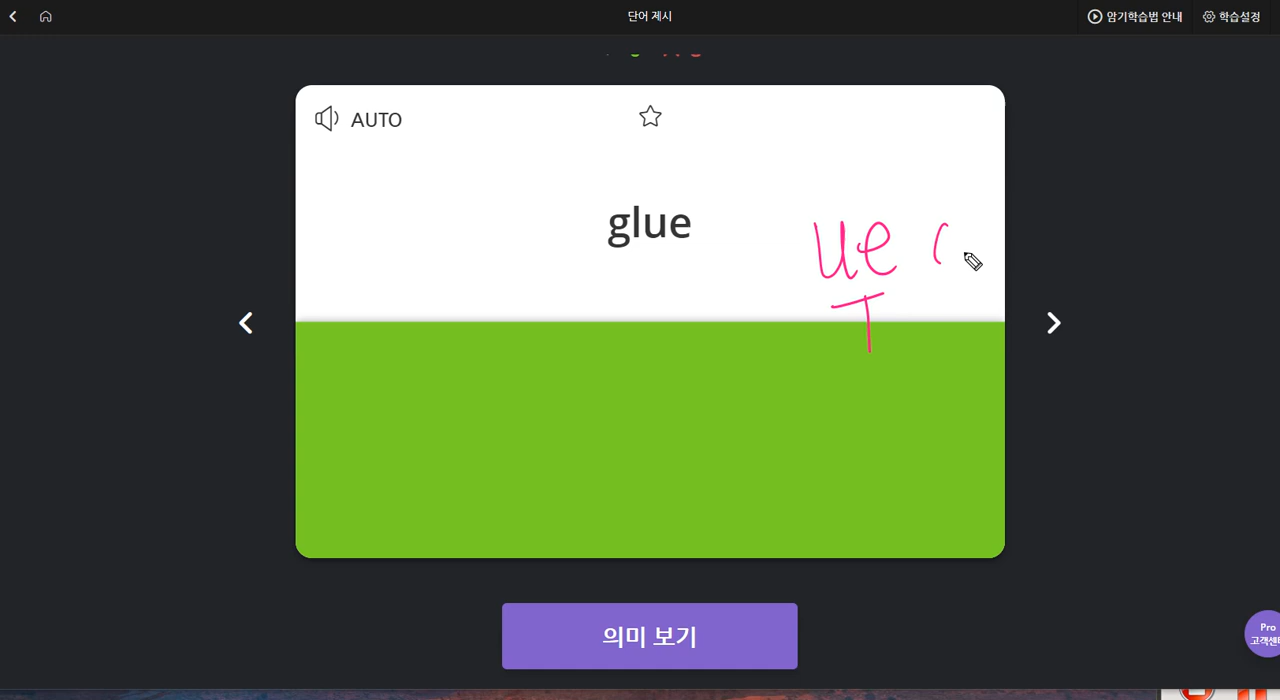 단어 제시
암기학습법 안내
학습설정
AUTO
glue
ue (
ㅜ
의미 보기
Pro
고객센터